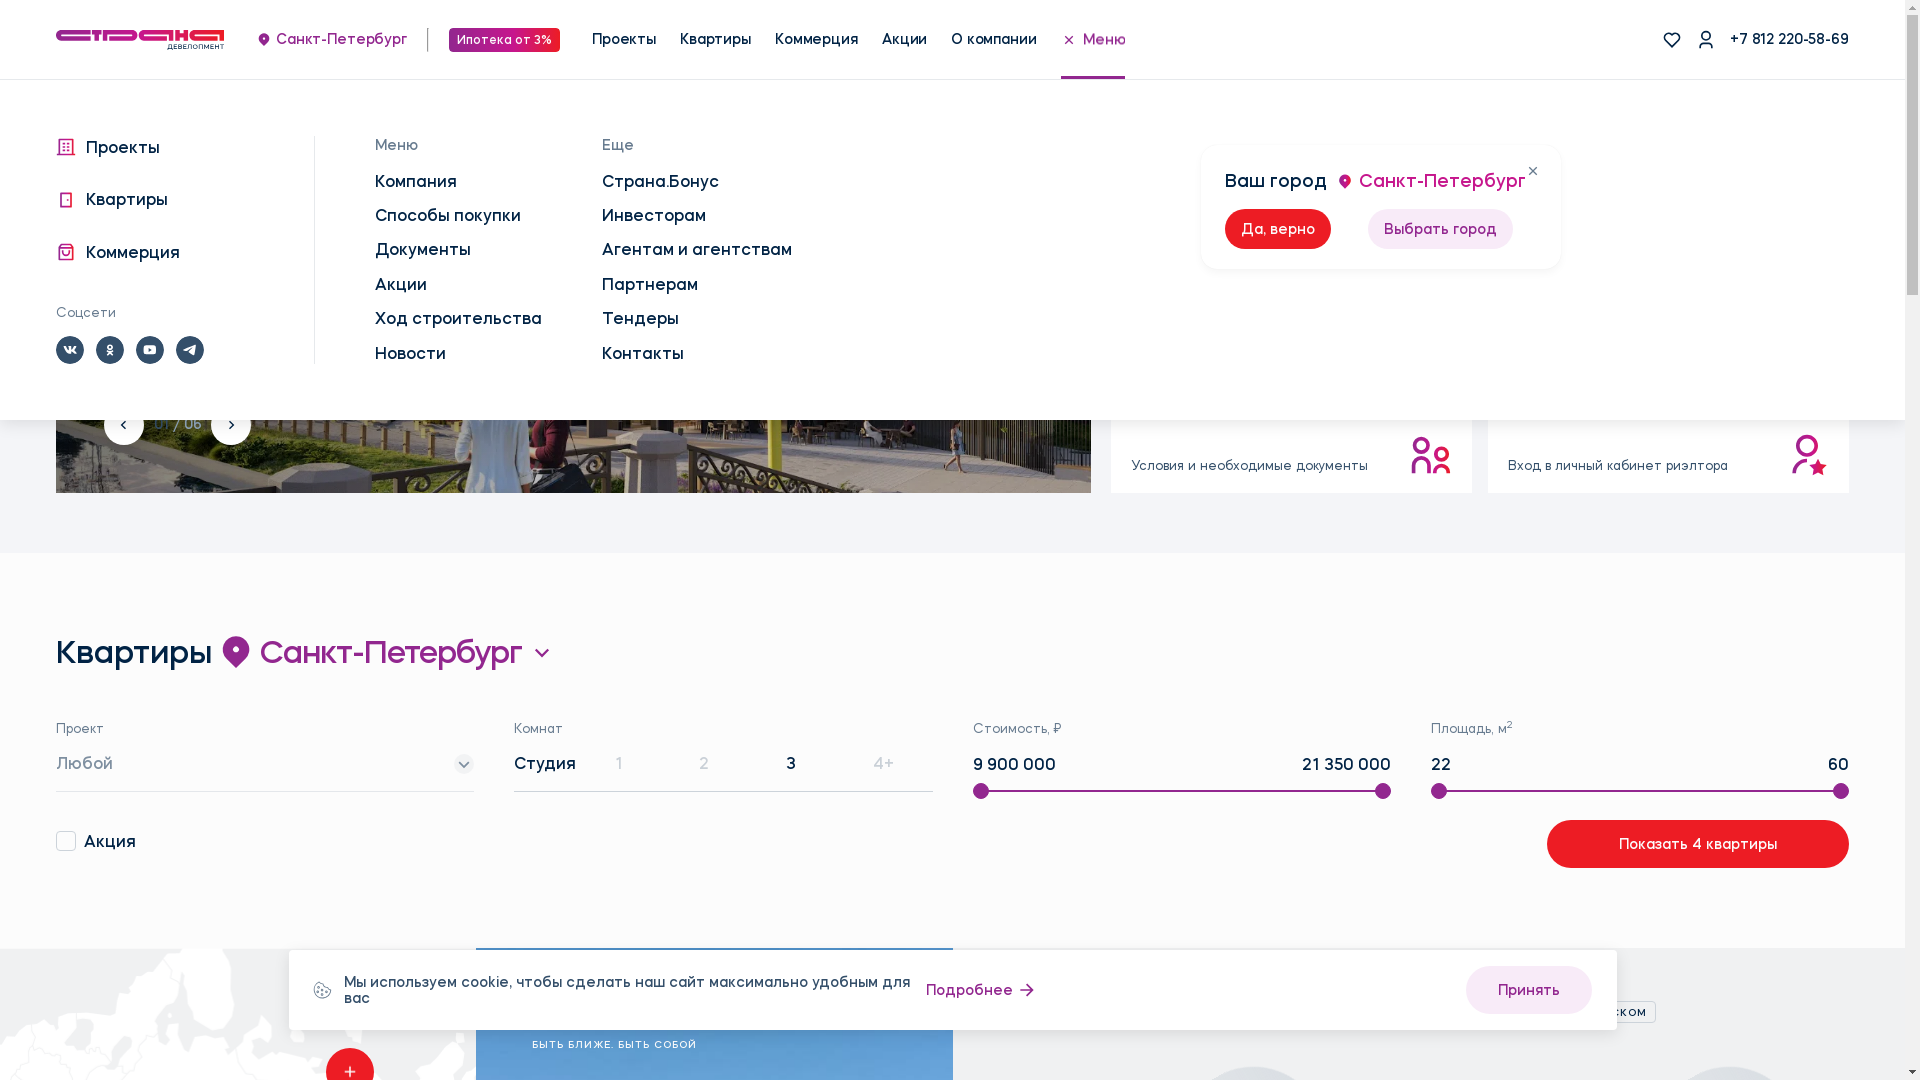 страна
ДЕВЕЛОПМЕНТ
Санкт-Петербург
Ипотека от 3%
Проекты
Квартиры
Коммерция
Акции
О компании
Меню
+7 812 220-58-69
Проекты
Квартиры
Коммерция
Соцсети
Меню
Компания
Способы покупки
Документы
Акции
Ход строительства
Новости
Еще
Страна.Бонус
Инвесторам
Агентам и агентствам
Партнерам
Тендеры
Контакты
Ваш город Санкт-Петербург
Да, верно
Выбрать город
01 / 06
Условия и необходимые документы
Вход в личный кабинет риэлтора
Квартиры Санкт-Петербург
Проект
Любой
Комнат
Студия 1 2 3 4+
Стоимость, ₽
9 900 000 21 350 000
Площадь, м²
22 60
Акция
Показать 4 квартиры
Мы используем cookie, чтобы сделать наш сайт максимально удобным для
вас
Подробнее
Принять
БЫТЬ БЛИЖЕ. БЫТЬ СОБОЙ